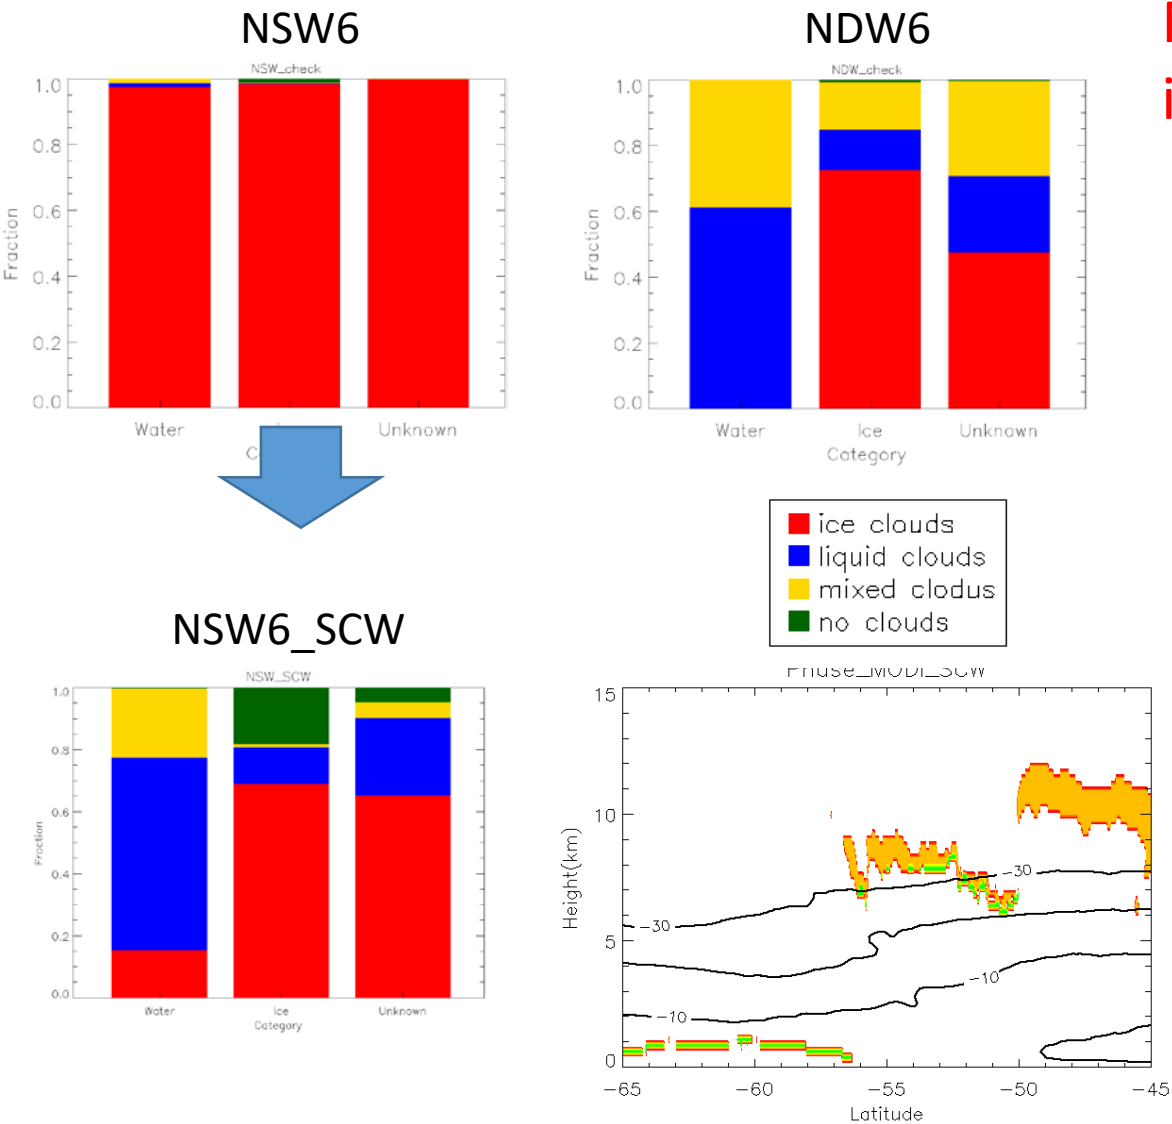 NSW6
NSW_check
1.0
0.8
0.6
0.4
0.2
0.0
Fraction
Water
Unknown
NDW6
NDW_check
1.0
0.8
0.6
0.4
0.2
0.0
Fraction
Water
Ice
Unknown
Category
ice clouds
liquid clouds
mixed clodus
no clouds
NSW6_SCW
NSW_SCW
1.0
0.8
0.6
0.4
0.2
0.0
Fraction
Water
Ice
Unknown
Category
Phase_MODI_SCW
15
10
5
0
Height(km)
-30
-30
-10
-10
-65
-60
-55
-50
-45
Latitude